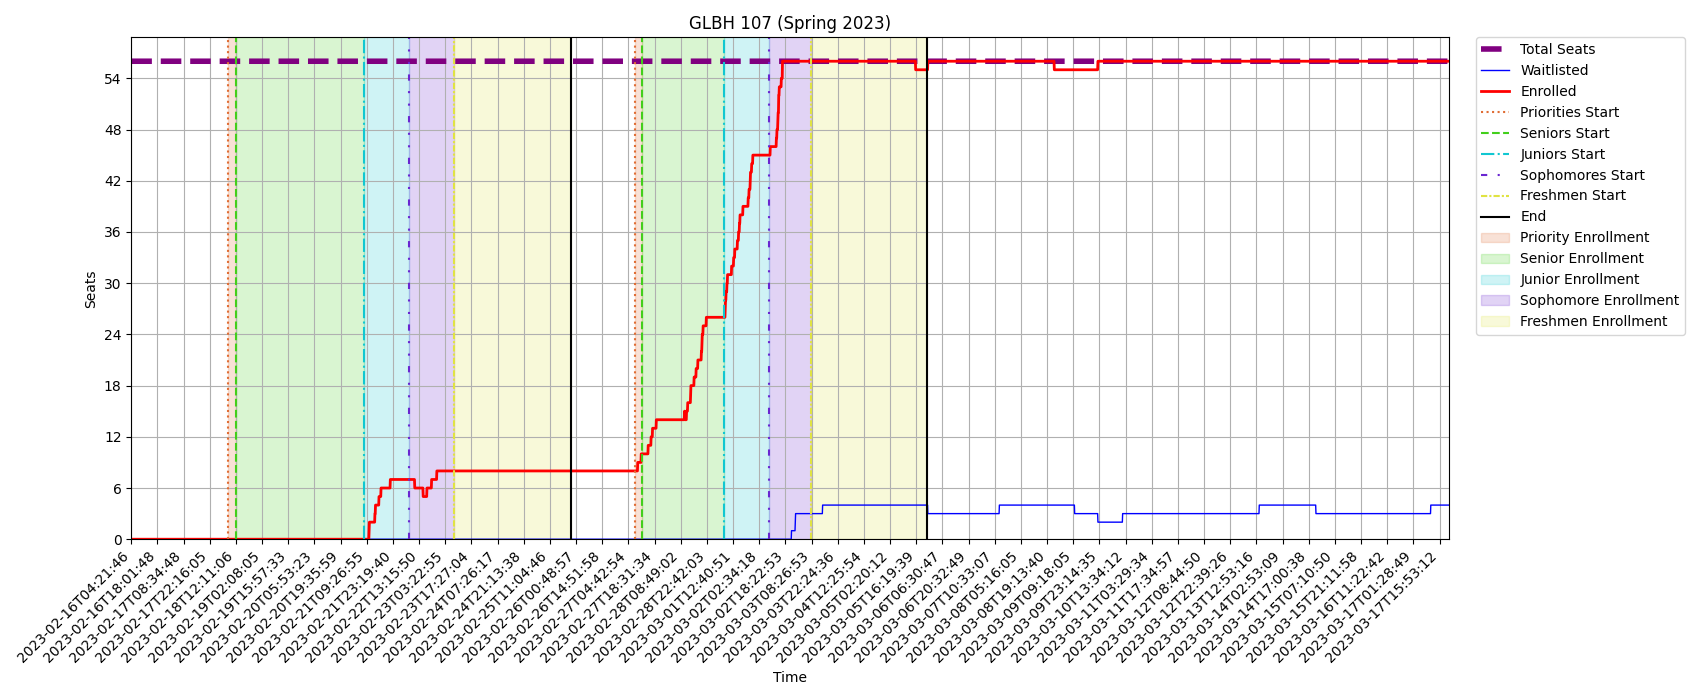 GLBH 107 (Spring 2023)
Total Seats
Waitlisted
Enrolled
Priorities Start
Seniors Start
Juniors Start
Sophomores Start
Freshmen Start
End
Priority Enrollment
Senior Enrollment
Junior Enrollment
Sophomore Enrollment
Freshmen Enrollment
Seats
54
48
42
36
30
24
18
12
6
0
2023-02-16T04:21:46
2023-02-16T18:01:48
2023-02-17T08:34:48
2023-02-17T22:16:05
2023-02-18T12:11:06
2023-02-19T02:08:05
2023-02-19T15:57:33
2023-02-20T05:53:23
2023-02-20T19:35:59
2023-02-21T09:26:55
2023-02-21T23:19:40
2023-02-22T13:15:50
2023-02-23T03:22:55
2023-02-24T07:27:04
2023-02-24T07:26:17
2023-02-24T21:13:38
2023-02-25T11:04:46
2023-02-26T00:48:57
2023-02-26T14:51:58
2023-02-27T04:42:54
2023-02-27T18:31:34
2023-02-28T08:49:02
2023-02-28T22:42:03
2023-03-01T12:40:51
2023-03-02T02:34:18
2023-03-02T18:22:53
2023-03-03T08:26:53
2023-03-03T22:24:36
2023-03-04T12:25:54
2023-03-05T02:20:12
2023-03-05T16:19:39
2023-03-06T06:30:47
2023-03-06T20:32:49
2023-03-07T10:33:07
2023-03-08T05:16:05
2023-03-08T19:13:40
2023-03-09T09:18:05
2023-03-09T23:14:35
2023-03-10T13:34:12
2023-03-11T03:29:34
2023-03-11T17:34:57
2023-03-12T08:44:50
2023-03-12T22:39:26
2023-03-13T12:53:16
2023-03-14T02:53:09
2023-03-14T17:00:38
2023-03-15T07:10:50
2023-03-15T21:11:58
2023-03-16T11:22:42
2023-03-17T01:28:49
2023-03-17T15:53:12
Time